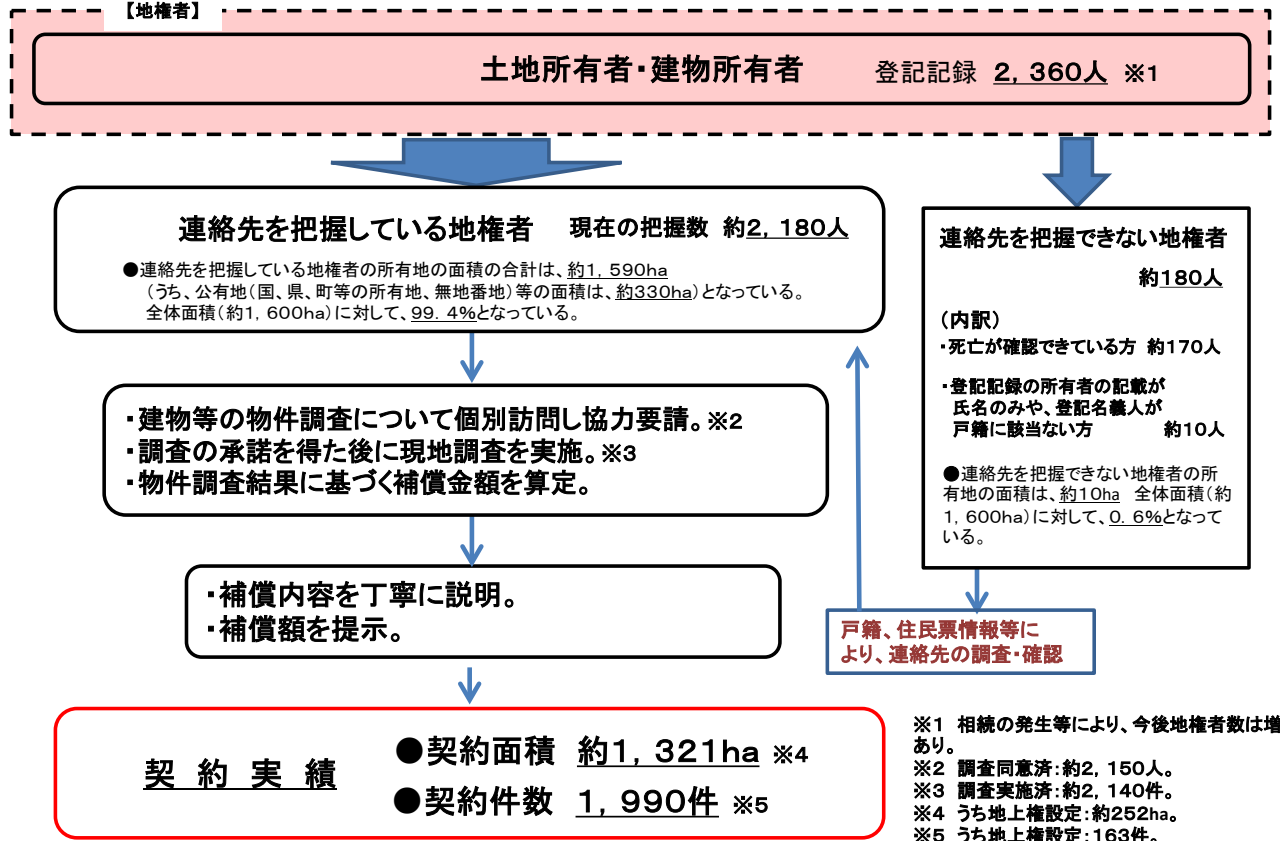 【地権者】
土地所有者・建物所有者　登記記録 2,360人 ※1
連絡先を把握している地権者　現在の把握数 約2,180人
●連絡先を把握している地権者の所有地の面積の合計は、約1,590ha
（うち、公有地（国、県、町等の所有地、無地番地）等の面積は、約330ha）となっている。
全体面積（約1,600ha）に対して、99.4%となっている。
・建物等の物件調査について個別訪問し協力要請。※2
・調査の承諾を得た後に現地調査を実施。※3
・物件調査結果に基づく補償金額を算定。
・補償内容を丁寧に説明。
・補償額を提示。
契約実績
●契約面積 約1,321ha ※4
●契約件数 1,990件 ※5
連絡先を把握できない地権者
約180人
（内訳）
・死亡が確認できている方 約170人
・登記記録の所有者の記載が
氏名のみや、登記名義人が
戸籍に該当ない方　約10人
●連絡先を把握できない地権者の所
有地の面積は、約10ha 全体面積（約
1,600ha）に対して、0.6%となって
いる。
戸籍、住民票情報等に
より、連絡先の調査・確認
※1 相続の発生等により、今後地権者数は増
あり。
※2 調査同意済：約2,150人。
※3 調査実施済：約2,140件。
※4 うち地上権設定：約252ha。
※5 うち地上権設定：163件。